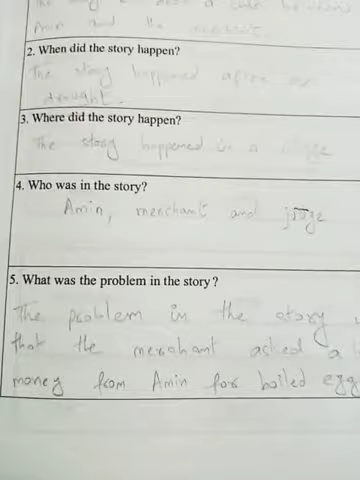 The story
Amin and the merchant.
2. When did the story happen?
The story happened after a
drought.
3. Where did the story happen?
The story happened in a
4. Who was in the story?
Amin, merchant and juage
5. What was the problem in the story?
The problem in the story
that the merchant asked a
money from Amin for boiled egg